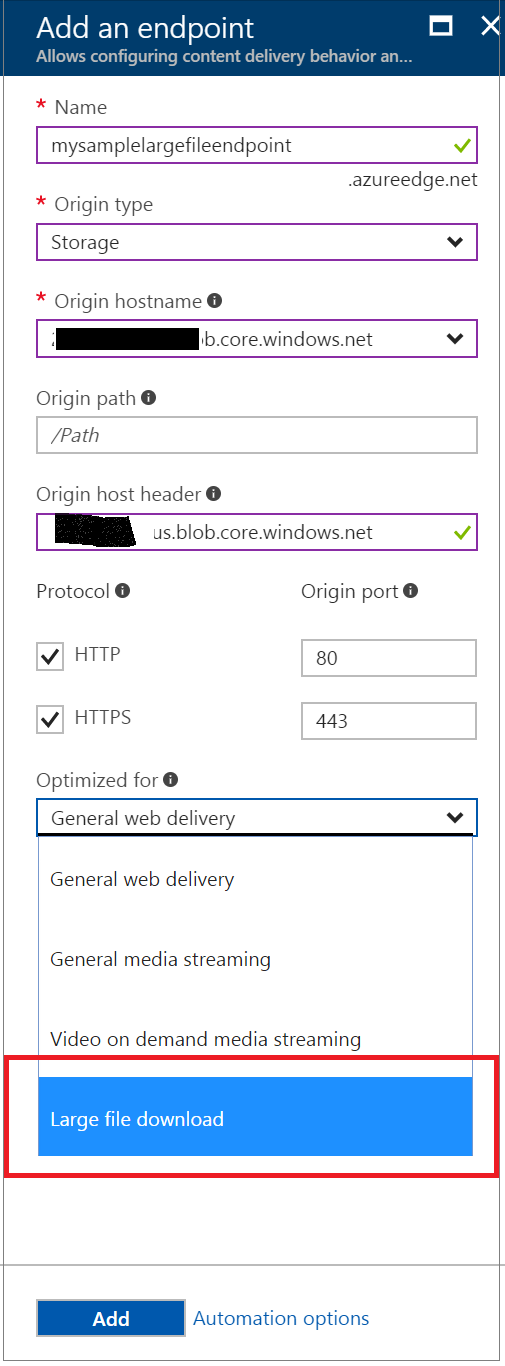 Add an endpoint
Allows configuring content delivery behavior an...
* Name
mysamplelargefileendpoint
.azureedge.net
* Origin type
Storage
* Origin hostname
b.core.windows.net
Origin path
/Path
Origin host header
us.blob.core.windows.net
Protocol Origin port
HTTP 80
HTTPS 443
Optimized for
General web delivery
General web delivery
General media streaming
Video on demand media streaming
Large file download
Add Automation options